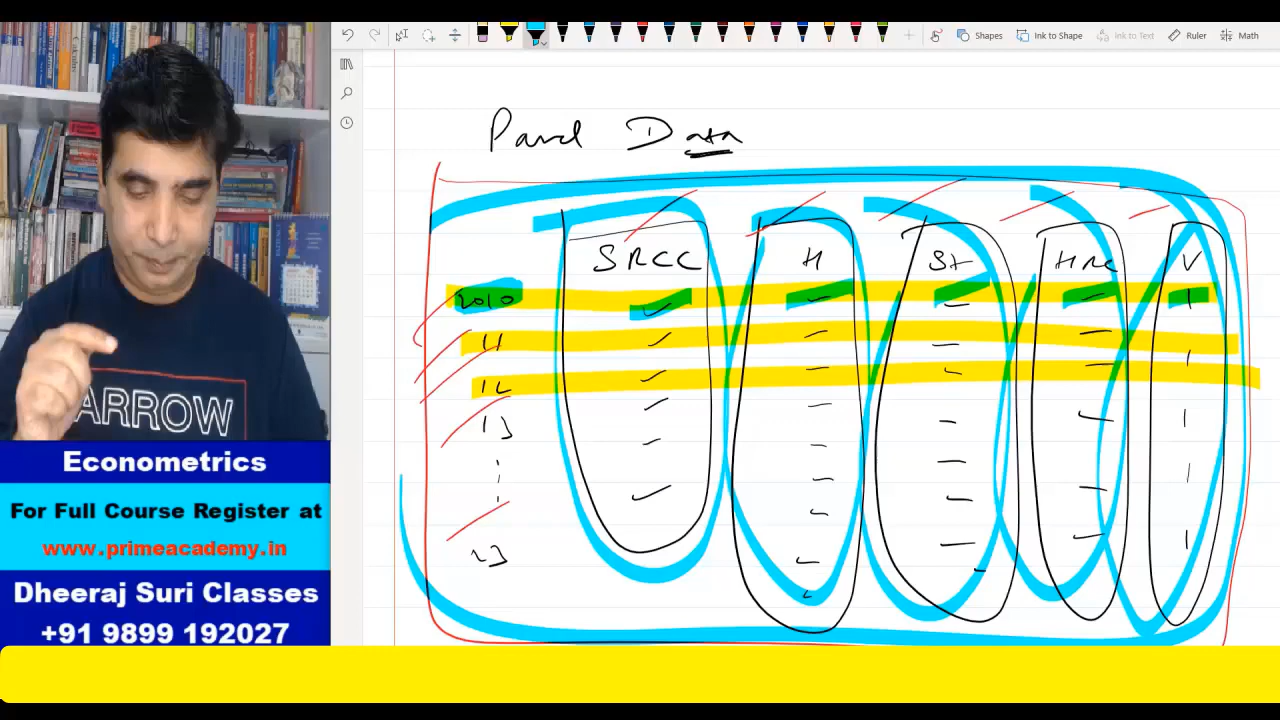 Shapes Ink to Shape Ink to Text Ruler Math
Panel Data
SRCC H St HRC V
2010
11
12
13
23
ARROW
Econometrics
For Full Course Register at
www.primeacademy.in
Dheeraj Suri Classes
+91 9899 192027